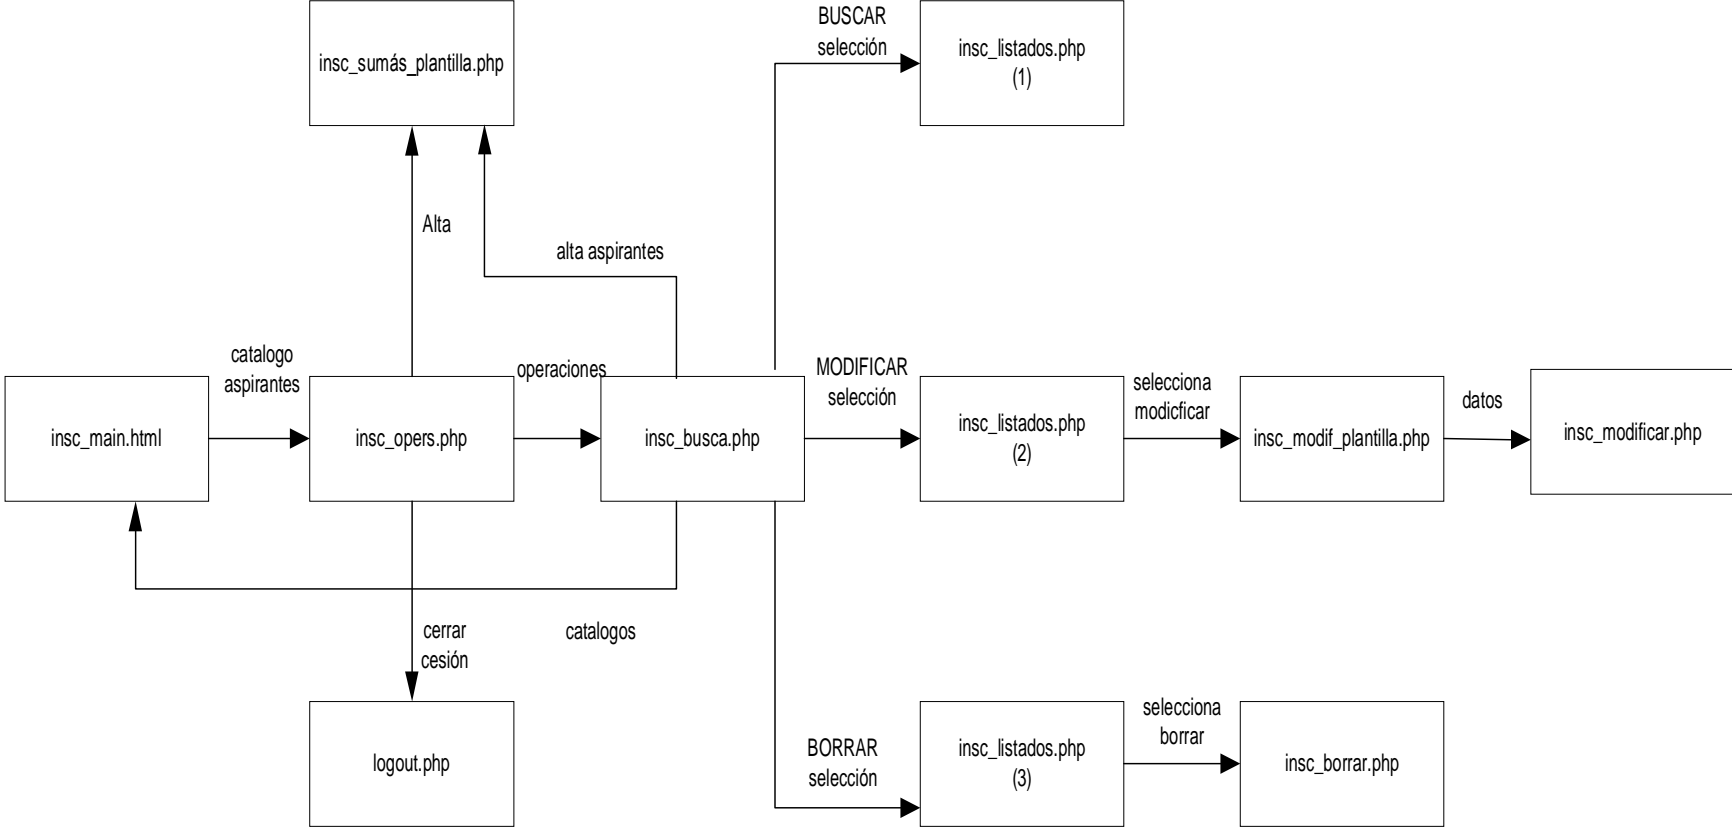 BUSCAR
selección
insc_listados.php
(1)
insc_sumás_plantilla.php
Alta
alta aspirantes
catalogo
aspirantes
operaciones
MODIFICAR
selección
selecciona
modicficar
datos
insc_main.html
insc_opers.php
insc_busca.php
insc_listados.php
(2)
insc_modif_plantilla.php
insc_modificar.php
cerrar
cesión
catalogos
logout.php
BORRAR
selección
insc_listados.php
(3)
selecciona
borrar
insc_borrar.php